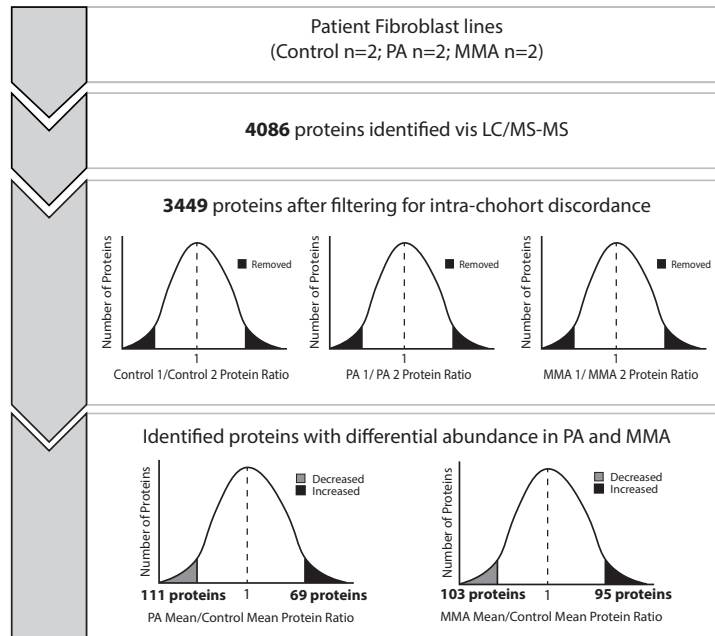 Patient Fibroblast lines
(Control n=2; PA n=2; MMA n=2)
4086 proteins identified vis LC/MS-MS
3449 proteins after filtering for intra-chohort discordance
Number of Proteins
Removed
1
Control 1/Control 2 Protein Ratio
Number of Proteins
Removed
1
PA 1/ PA 2 Protein Ratio
Number of Proteins
Removed
1
MMA 1/ MMA 2 Protein Ratio
Identified proteins with differential abundance in PA and MMA
Number of Proteins
Decreased
Increased
111 proteins 1 69 proteins
PA Mean/Control Mean Protein Ratio
Number of Proteins
Decreased
Increased
103 proteins 1 95 proteins
MMA Mean/Control Mean Protein Ratio